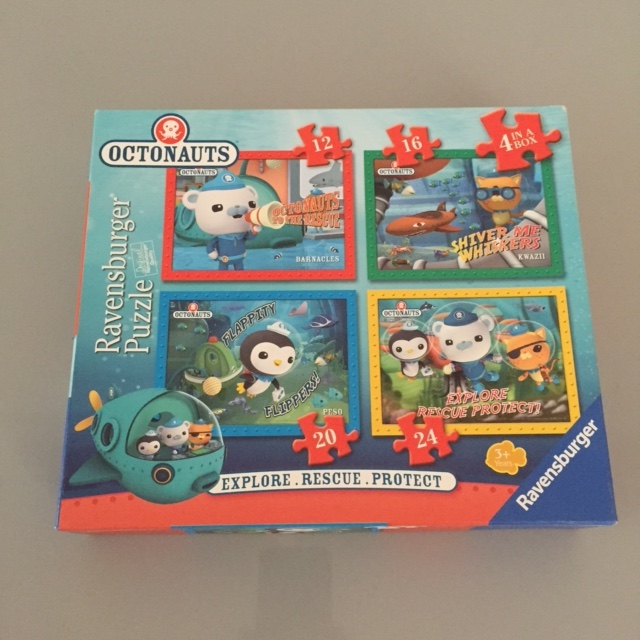 OCTONAUTS
12
16
4 IN A
BOX
Ravensburger®
Puzzle
OCTONAUTS
OCTONAUTS
TO THE RESCUE
BARNACLES
OCTONAUTS
SHIVER ME
WHISKERS
KWAZII
OCTONAUTS
FLAPPITY
FLIPPERS!
PESO
20
OCTONAUTS
EXPLORE
RESCUE PROTECT!
24
3+
Years
EXPLORE . RESCUE . PROTECT
Ravensburger